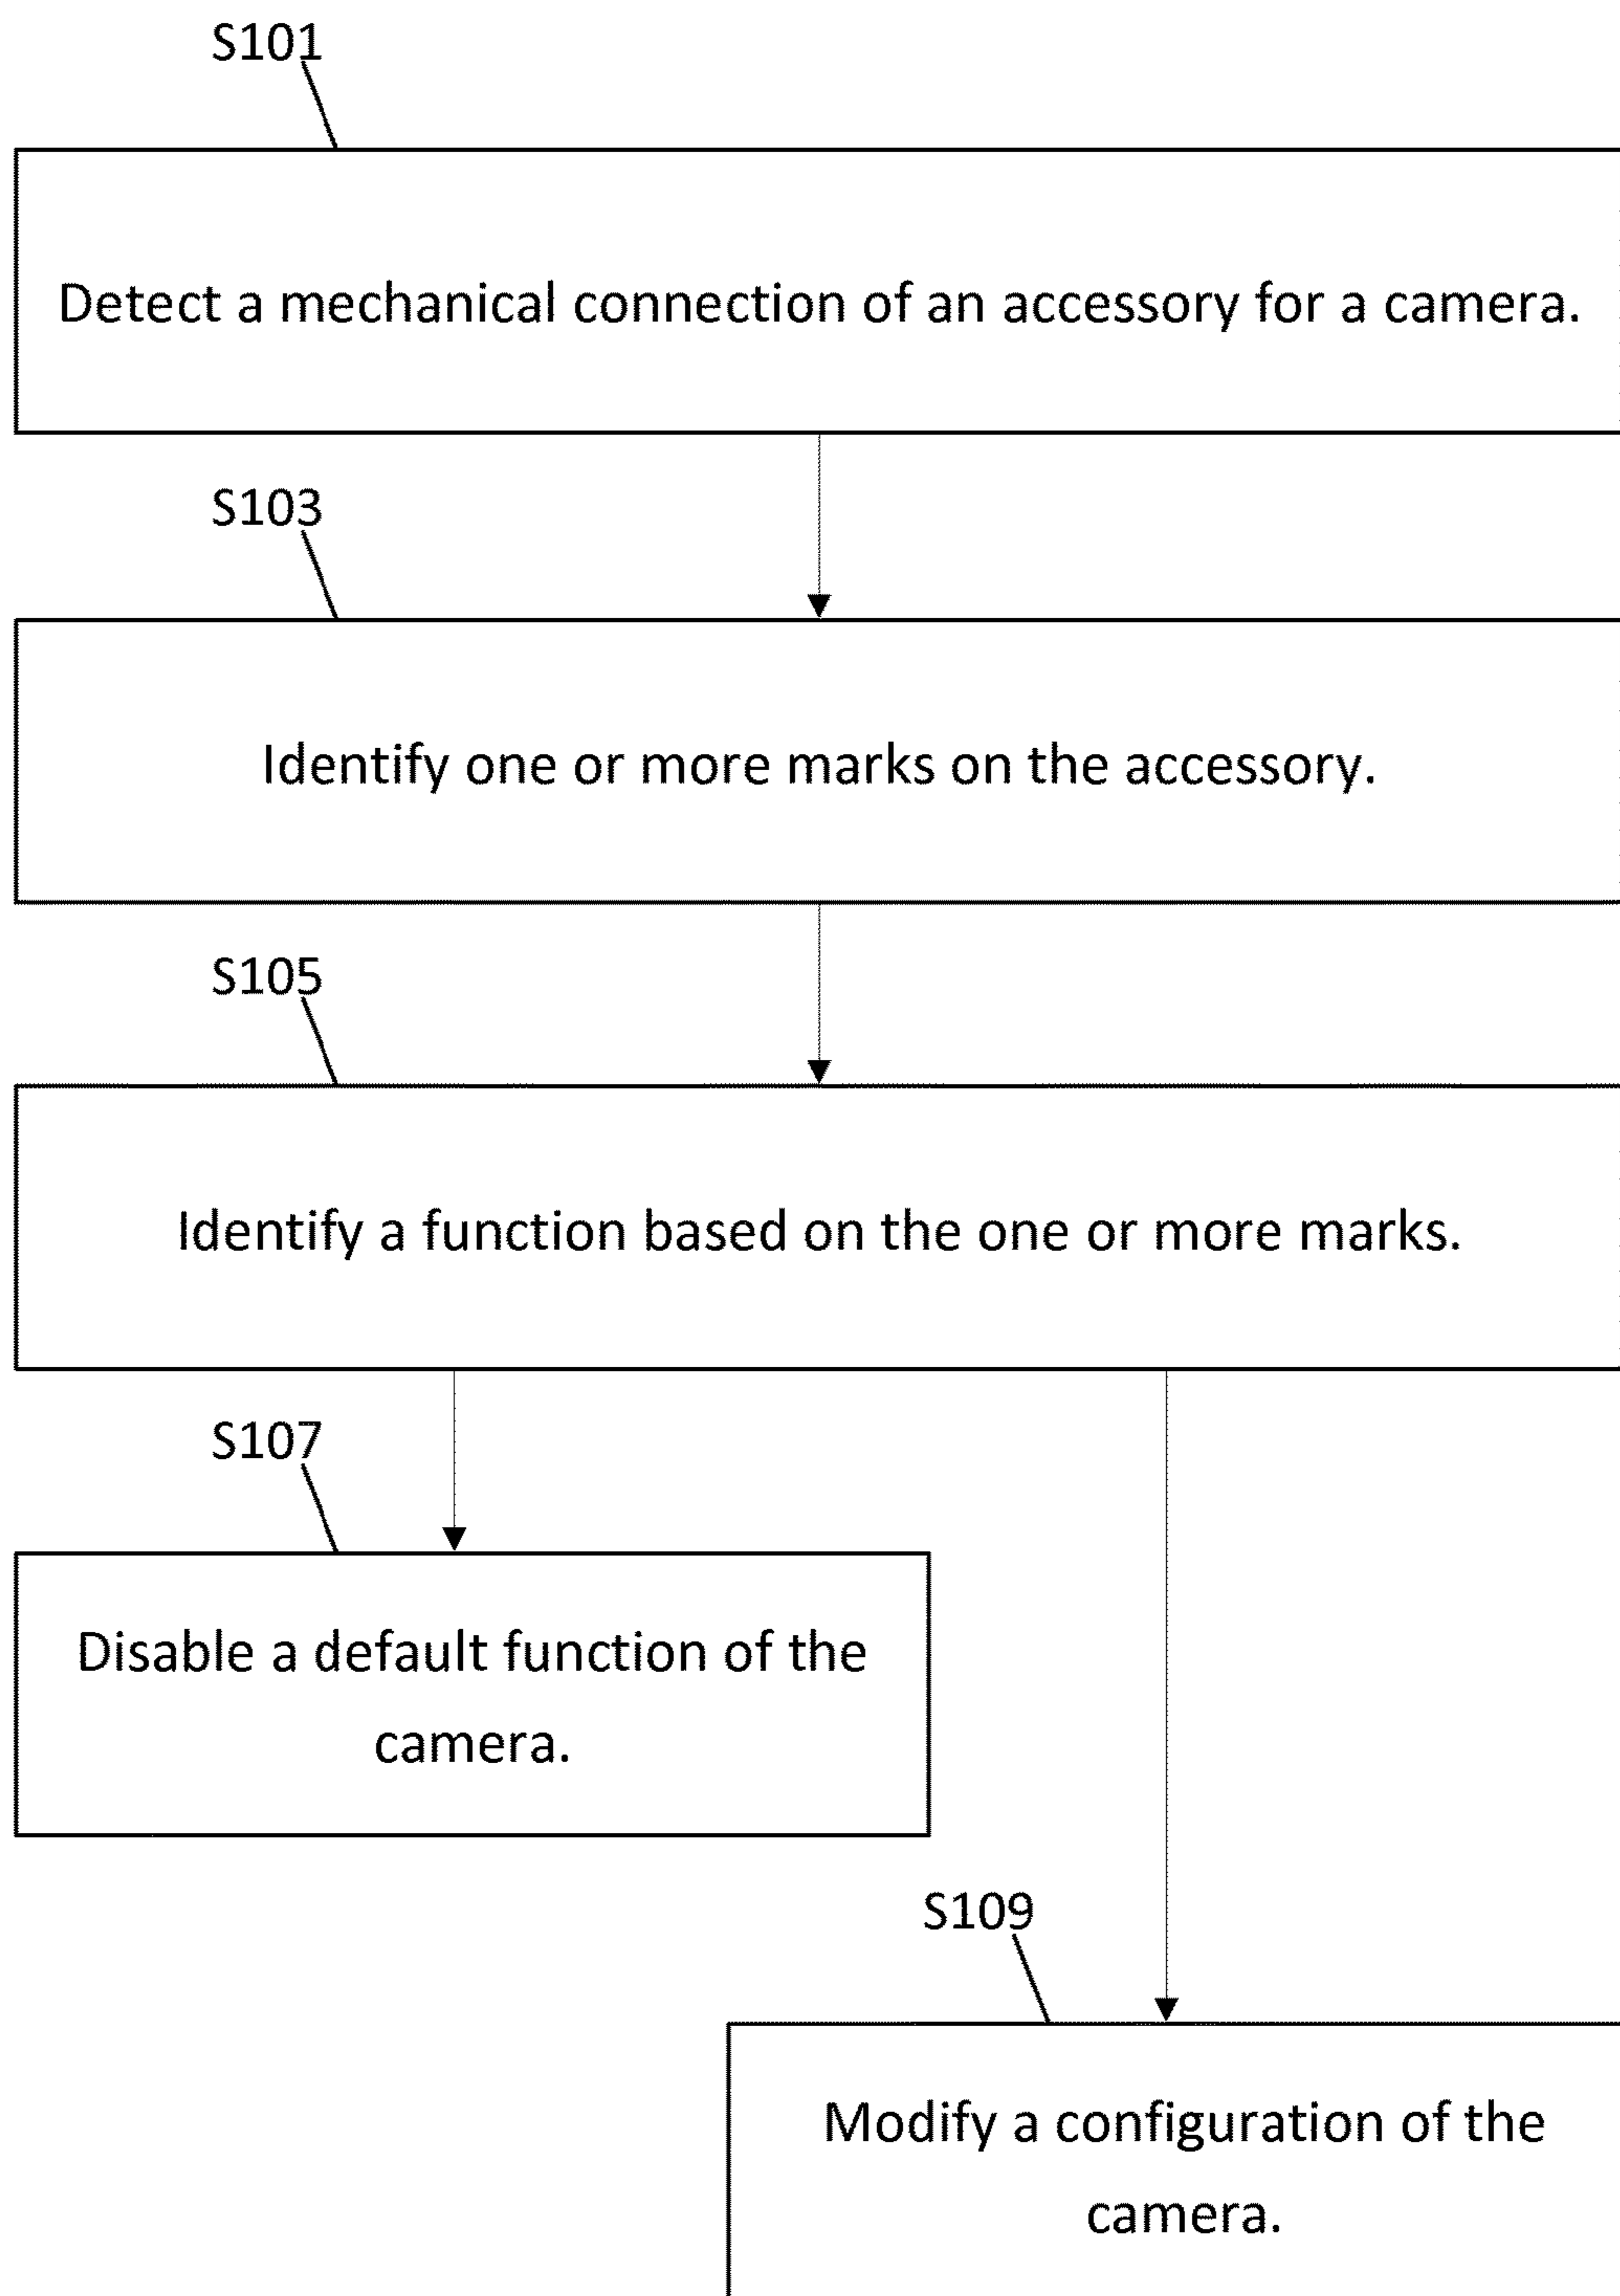 S101
Detect a mechanical connection of an accessory for a camera.
S103
Identify one or more marks on the accessory.
S105
Identify a function based on the one or more marks.
S107
Disable a default function of the
camera.
S109
Modify a configuration of the
camera.